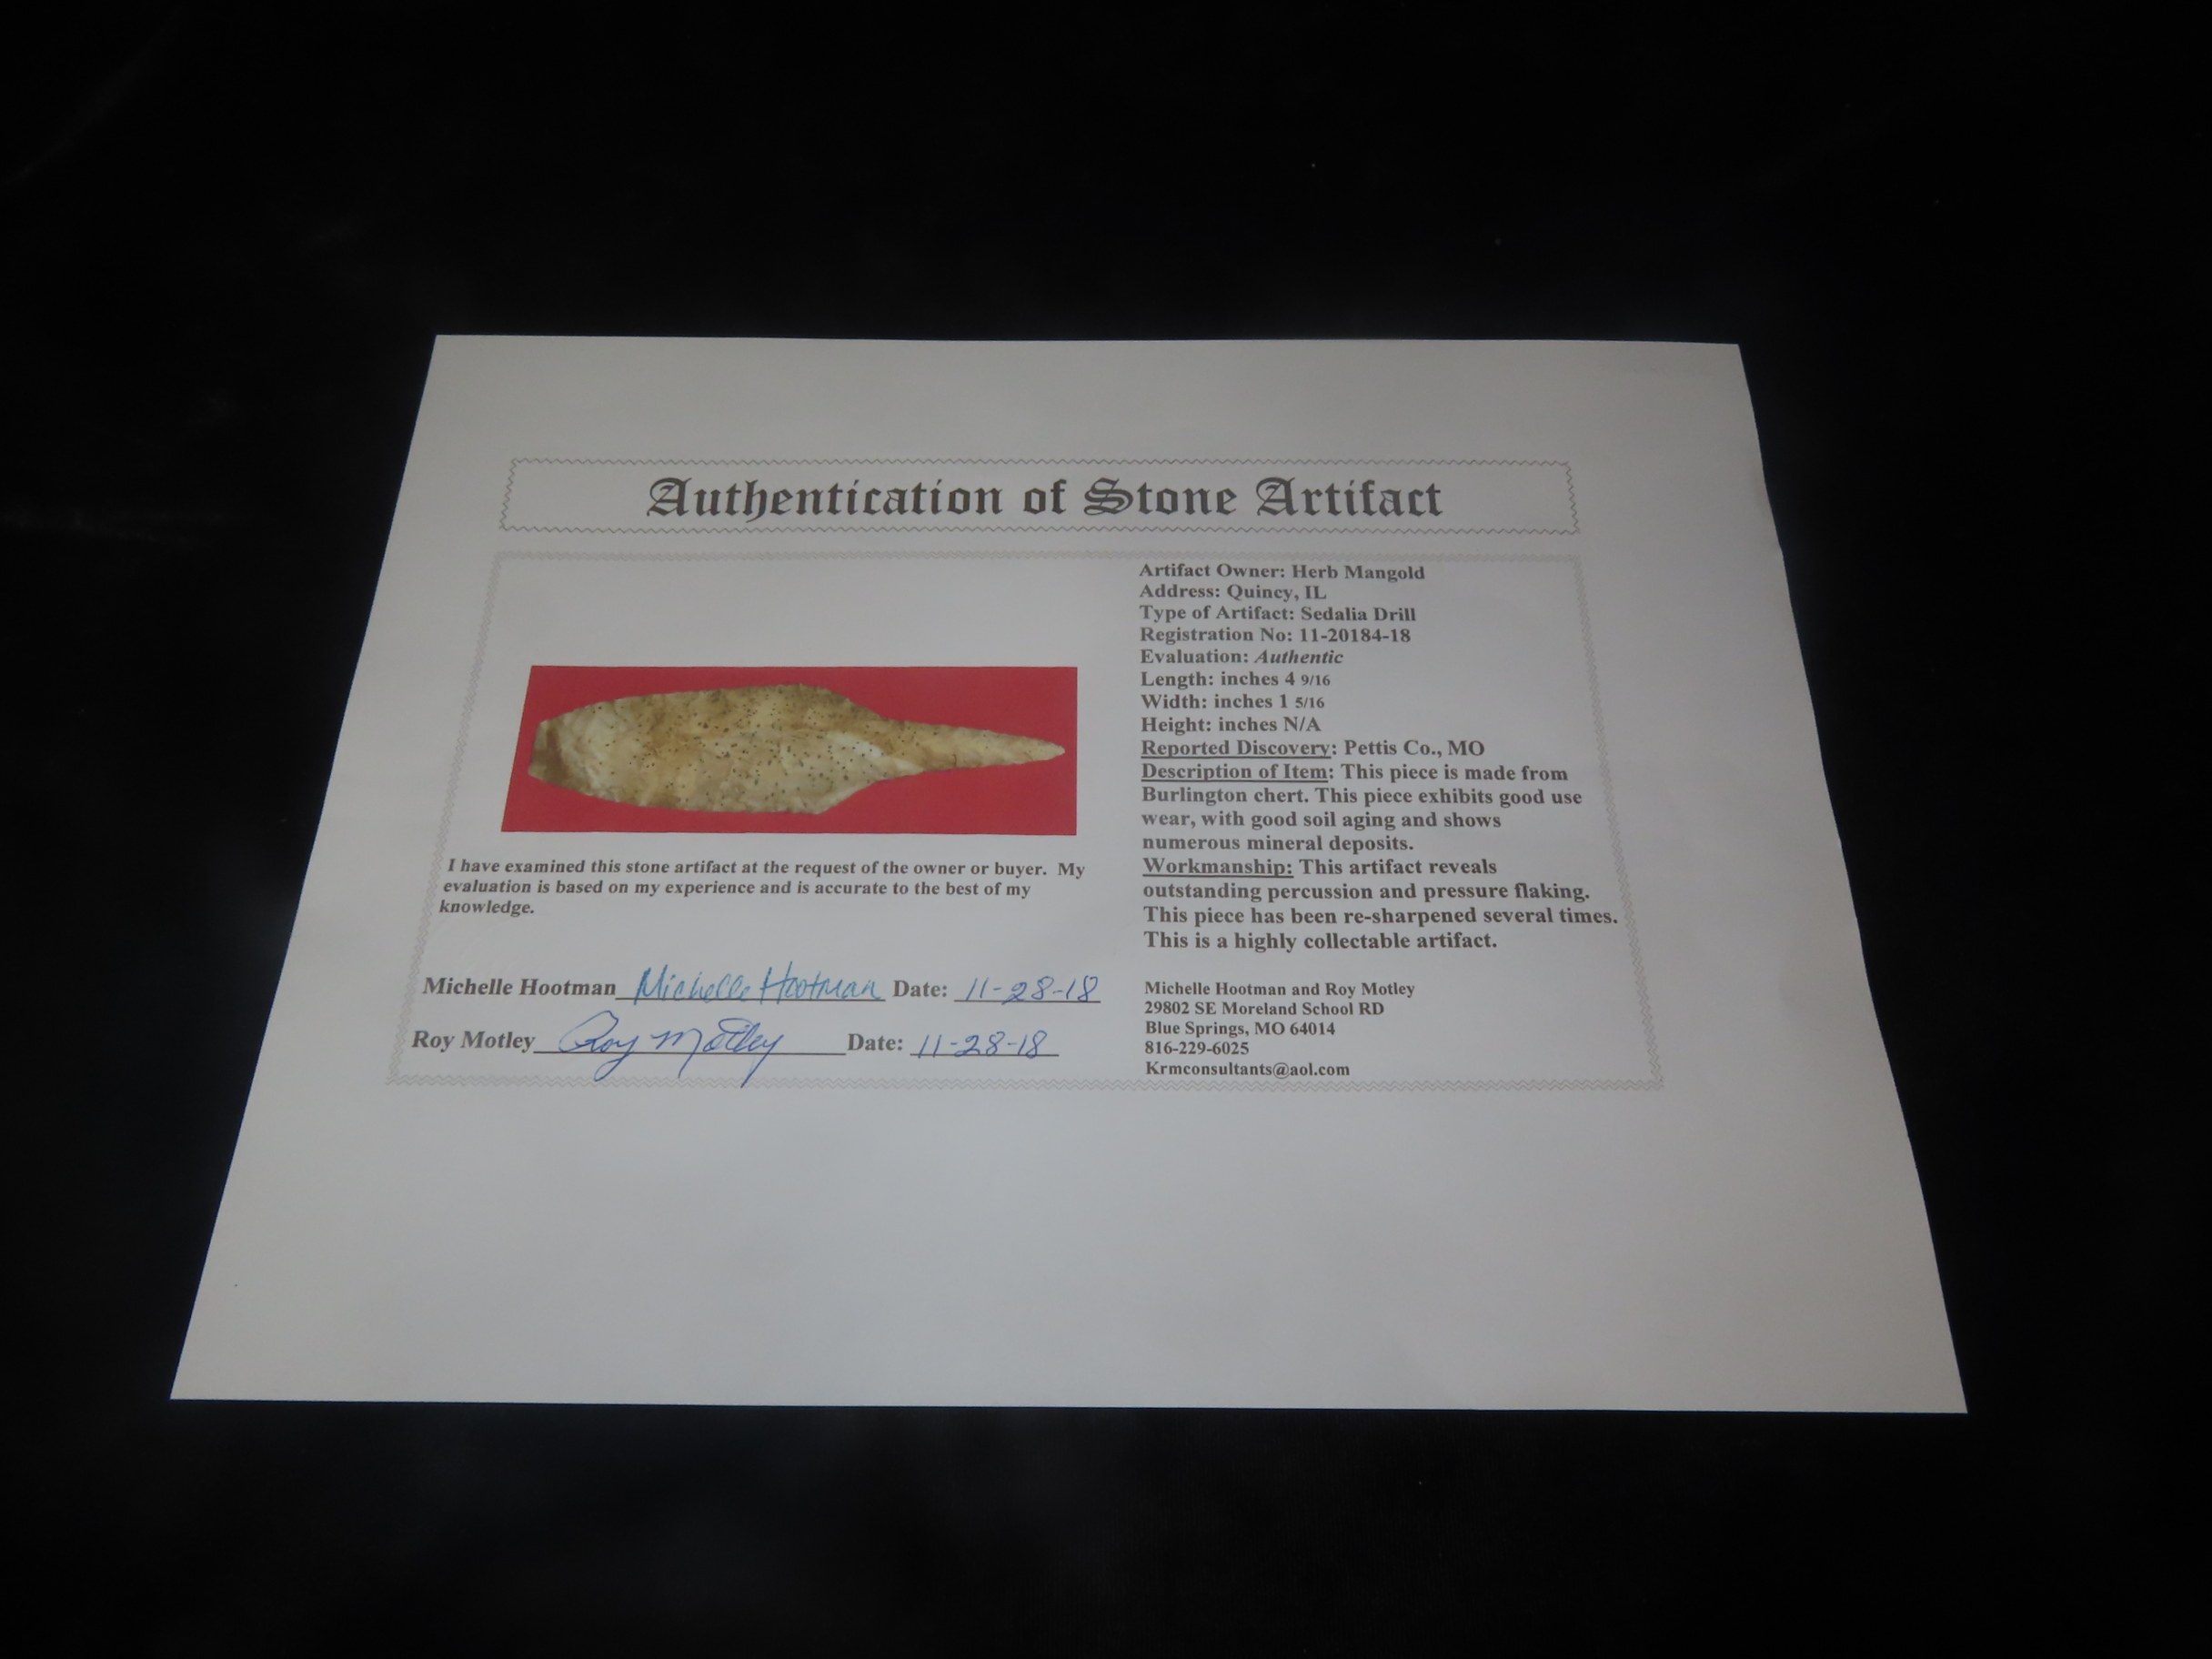 Authentication of Stone Artifact
Artifact Owner: Herb Mangold
Address: Quincy, IL
Type of Artifact: Sedalia Drill
Registration No: 11-20184-18
Evaluation: Authentic
Length: inches 4 9/16
Width: inches 1 5/16
Height: inches N/A
Reported Discovery: Pettis Co., MO
Description of Item: This piece is made from
Burlington chert. This piece exhibits good use
wear, with good soil aging and shows
numerous mineral deposits.
Workmanship: This artifact reveals
outstanding percussion and pressure flaking.
This piece has been re-sharpened several times.
This is a highly collectable artifact.
I have examined this stone artifact at the request of the owner or buyer. My
evaluation is based on my experience and is accurate to the best of my
knowledge.
Michelle Hootman Michelle Hootman Date: 11-28-18
Roy Motley Roy Motley Date: 11-28-18
Michelle Hootman and Roy Motley
29802 SE Moreland School RD
Blue Springs, MO 64014
816-229-6025
Krmconsultants@aol.com